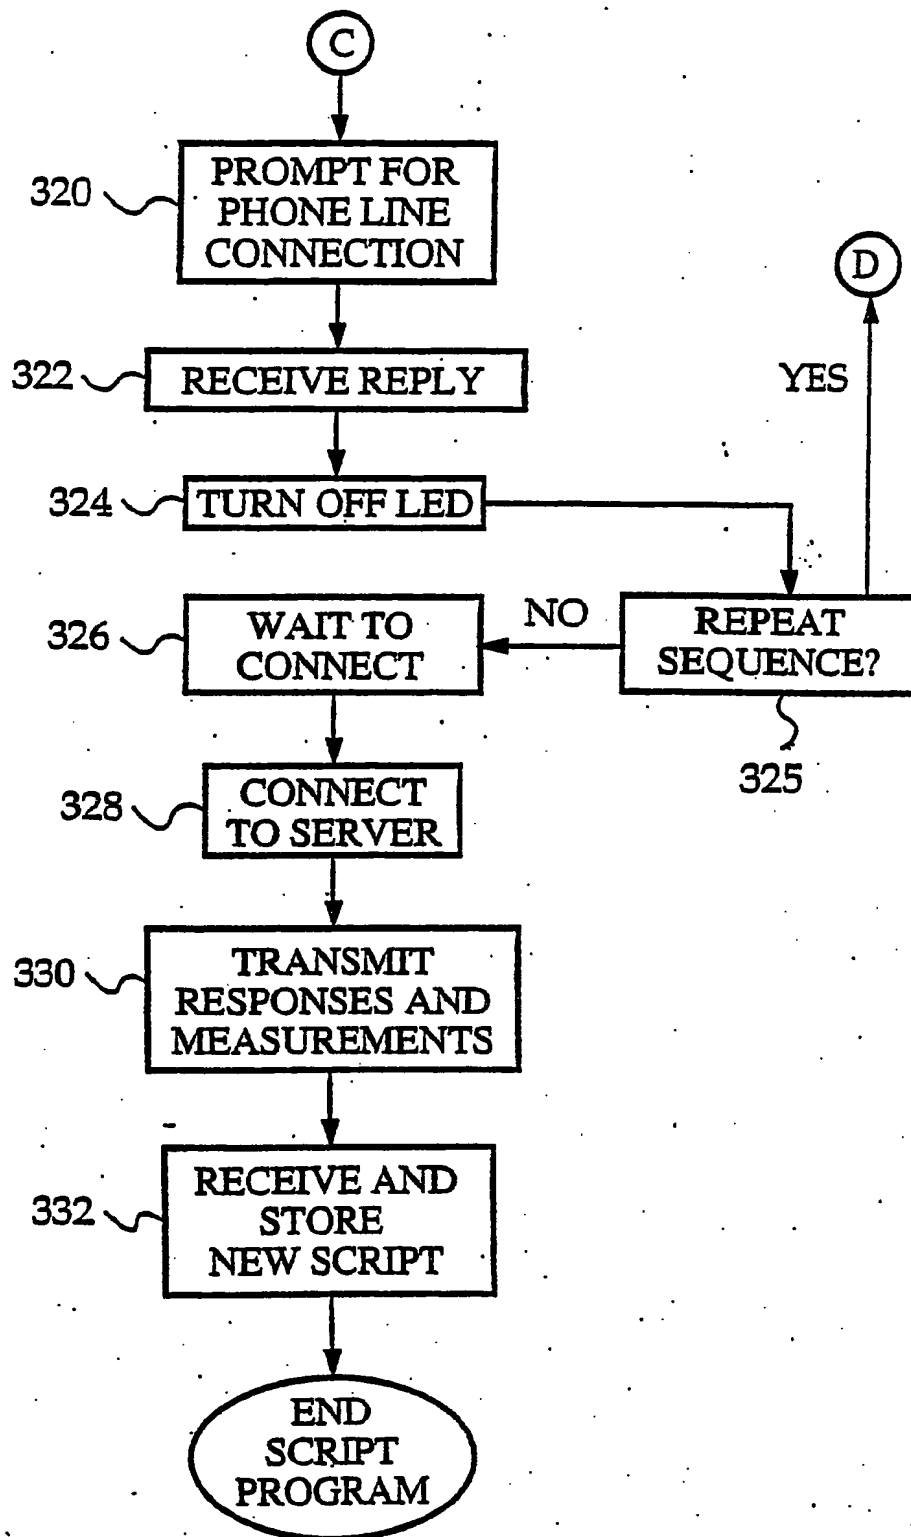 C
320
PROMPT FOR
PHONE LINE
CONNECTION
D
322
RECEIVE REPLY
YES
324
TURN OFF LED
326
WAIT TO
CONNECT
NO
REPEAT
SEQUENCE?
325
328
CONNECT
TO SERVER
330
TRANSMIT
RESPONSES AND
MEASUREMENTS
332
RECEIVE AND
STORE
NEW SCRIPT
END
SCRIPT
PROGRAM